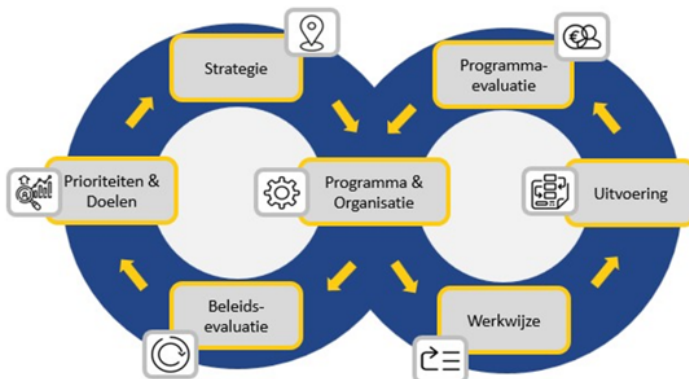 Strategie
Programma-
evaluatie
Prioriteiten &
Doelen
Programma &
Organisatie
Uitvoering
Beleids-
evaluatie
Werkwijze